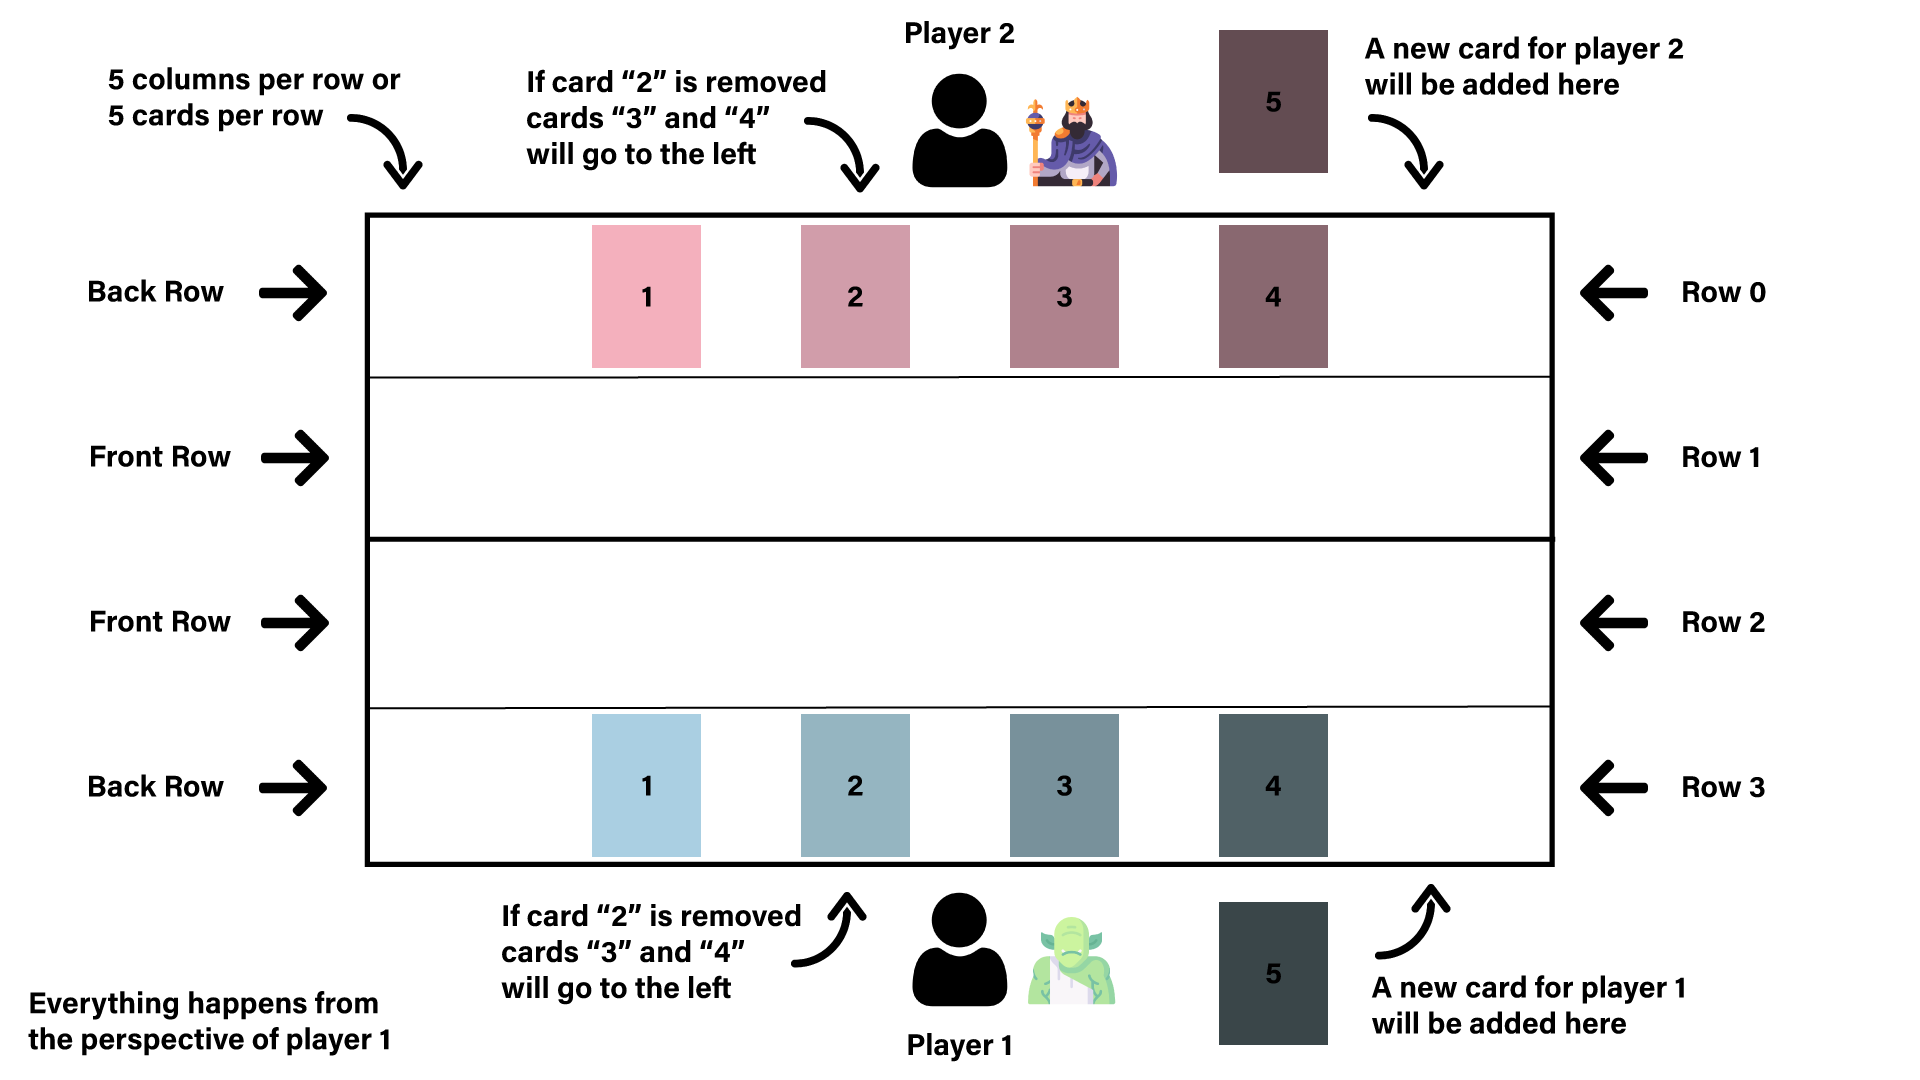 Player 2
5 columns per row or
5 cards per row
If card “2” is removed
cards “3” and “4”
will go to the left
5
A new card for player 2
will be added here
Back Row
1
2
3
4
Row 0
Front Row
Row 1
Front Row
Row 2
Back Row
1
2
3
4
Row 3
If card “2” is removed
cards “3” and “4”
will go to the left
5
A new card for player 1
will be added here
Everything happens from
the perspective of player 1
Player 1